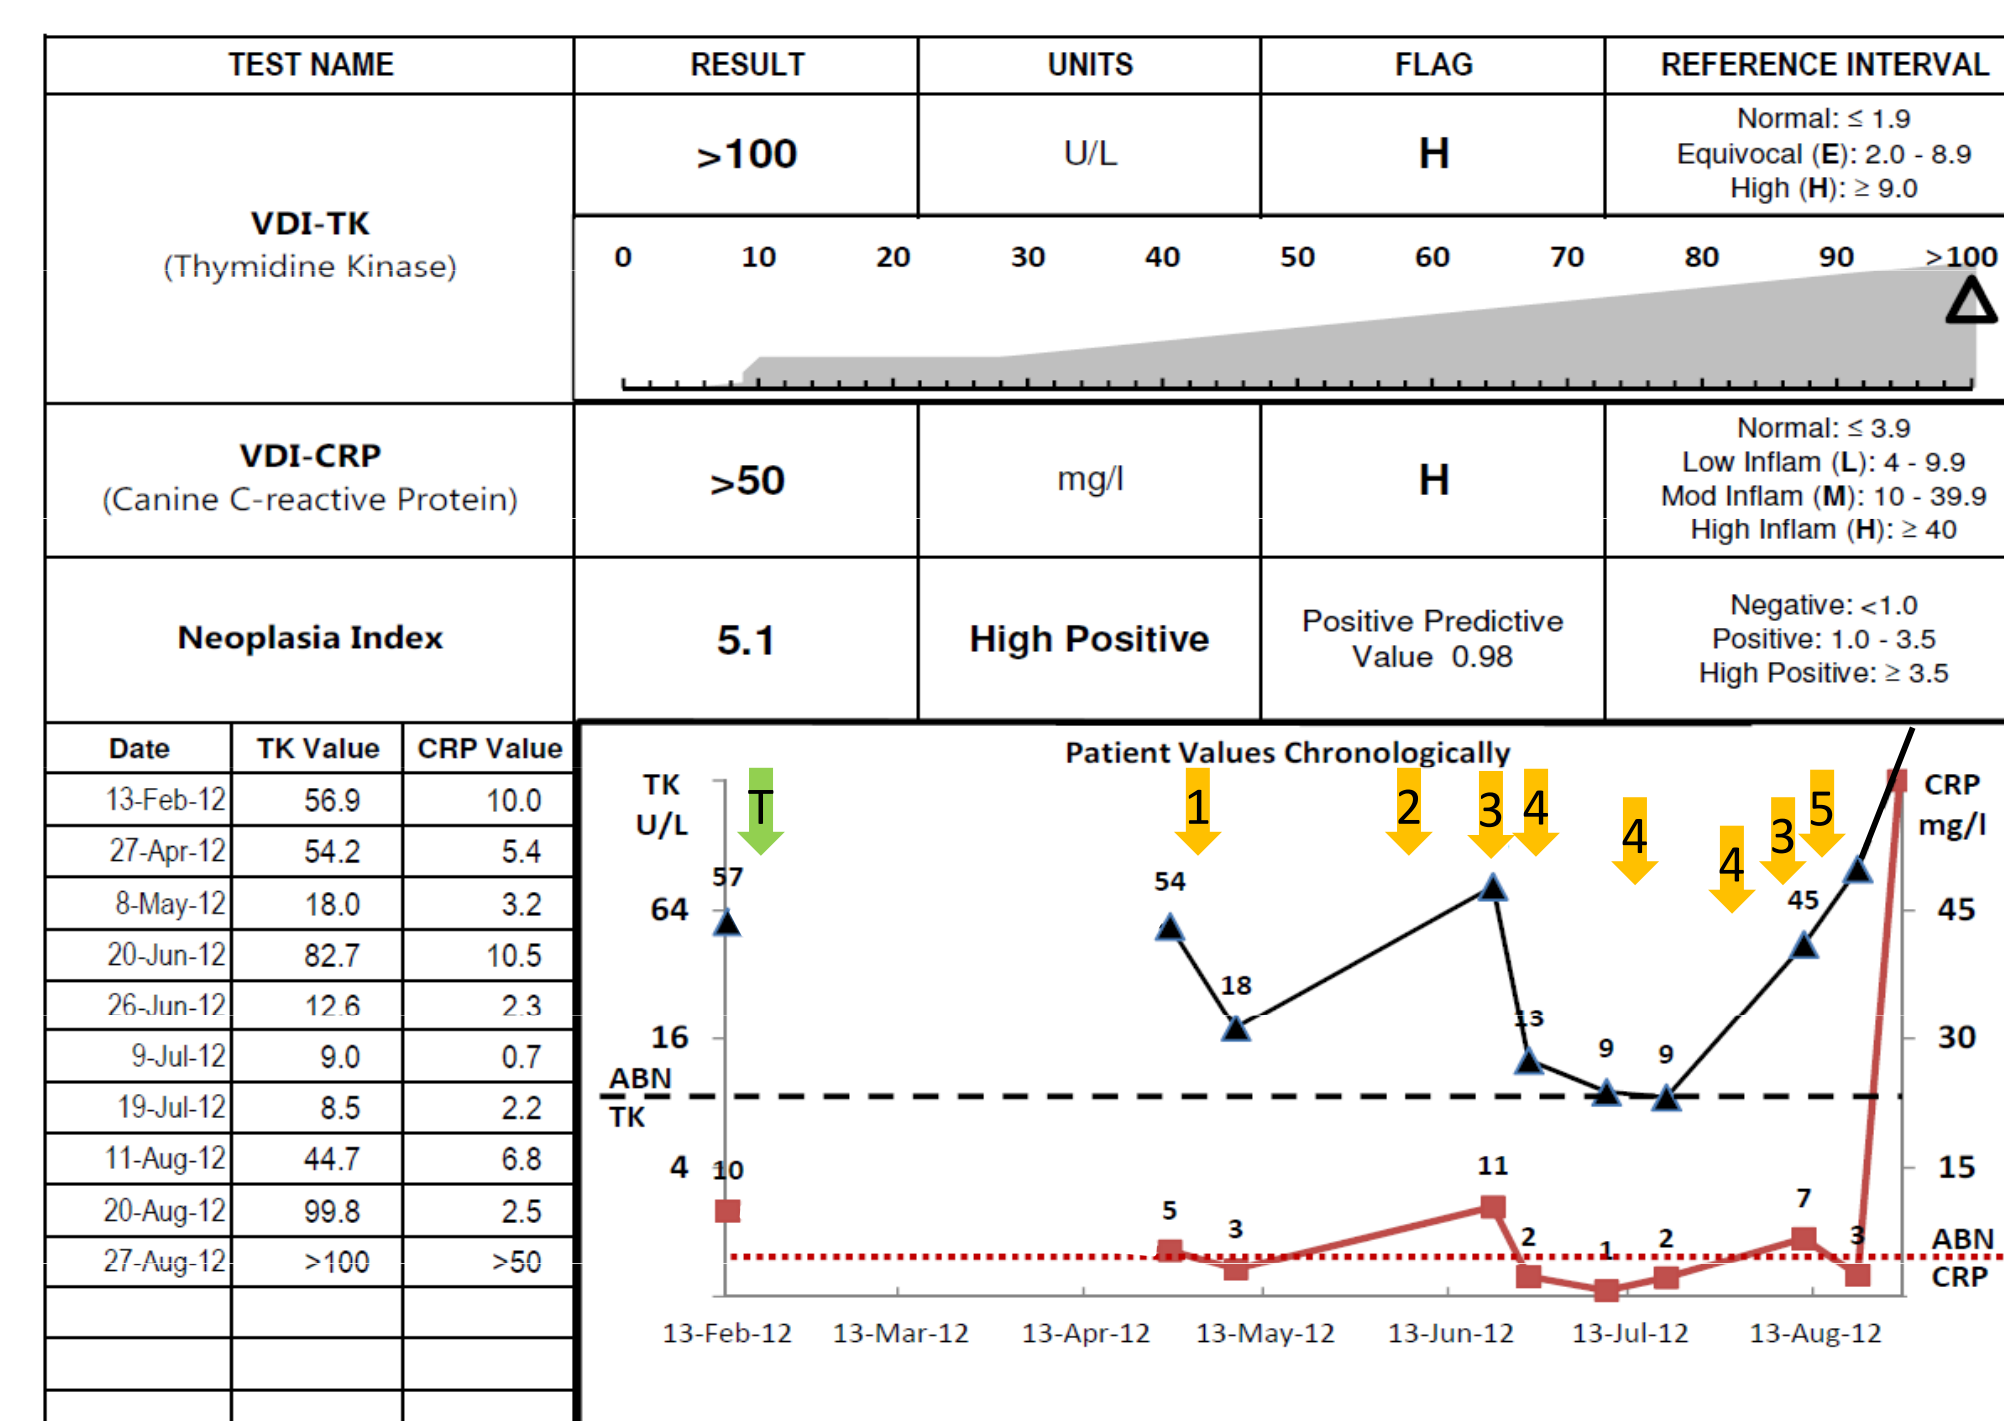 TEST NAME RESULT UNITS FLAG REFERENCE INTERVAL
VDI-TK
(Thymidine Kinase)
>100 U/L H
Normal: ≤ 1.9
Equivocal (E): 2.0 - 8.9
High (H): ≥ 9.0
0 10 20 30 40 50 60 70 80 90 >100
VDI-CRP
(Canine C-reactive Protein)
>50 mg/l H
Normal: ≤ 3.9
Low Inflam (L): 4 - 9.9
Mod Inflam (M): 10 - 39.9
High Inflam (H): ≥ 40
Neoplasia Index
5.1 High Positive
Positive Predictive
Value 0.98
Negative: <1.0
Positive: 1.0 - 3.5
High Positive: ≥ 3.5
Date TK Value CRP Value
13-Feb-12 56.9 10.0
27-Apr-12 54.2 5.4
8-May-12 18.0 3.2
20-Jun-12 82.7 10.5
26-Jun-12 12.6 2.3
9-Jul-12 9.0 0.7
19-Jul-12 8.5 2.2
11-Aug-12 44.7 6.8
20-Aug-12 99.8 2.5
27-Aug-12 >100 >50
Patient Values Chronologically
TK
U/L
CRP
mg/l
T 1 2 3 4 4 4 3 5
57 54 45
64 45
18
13
16 30
9 9
ABN
TK
4 15
10 5 3 11 2 1 2 7 3
ABN
CRP
13-Feb-12 13-Mar-12 13-Apr-12 13-May-12 13-Jun-12 13-Jul-12 13-Aug-12